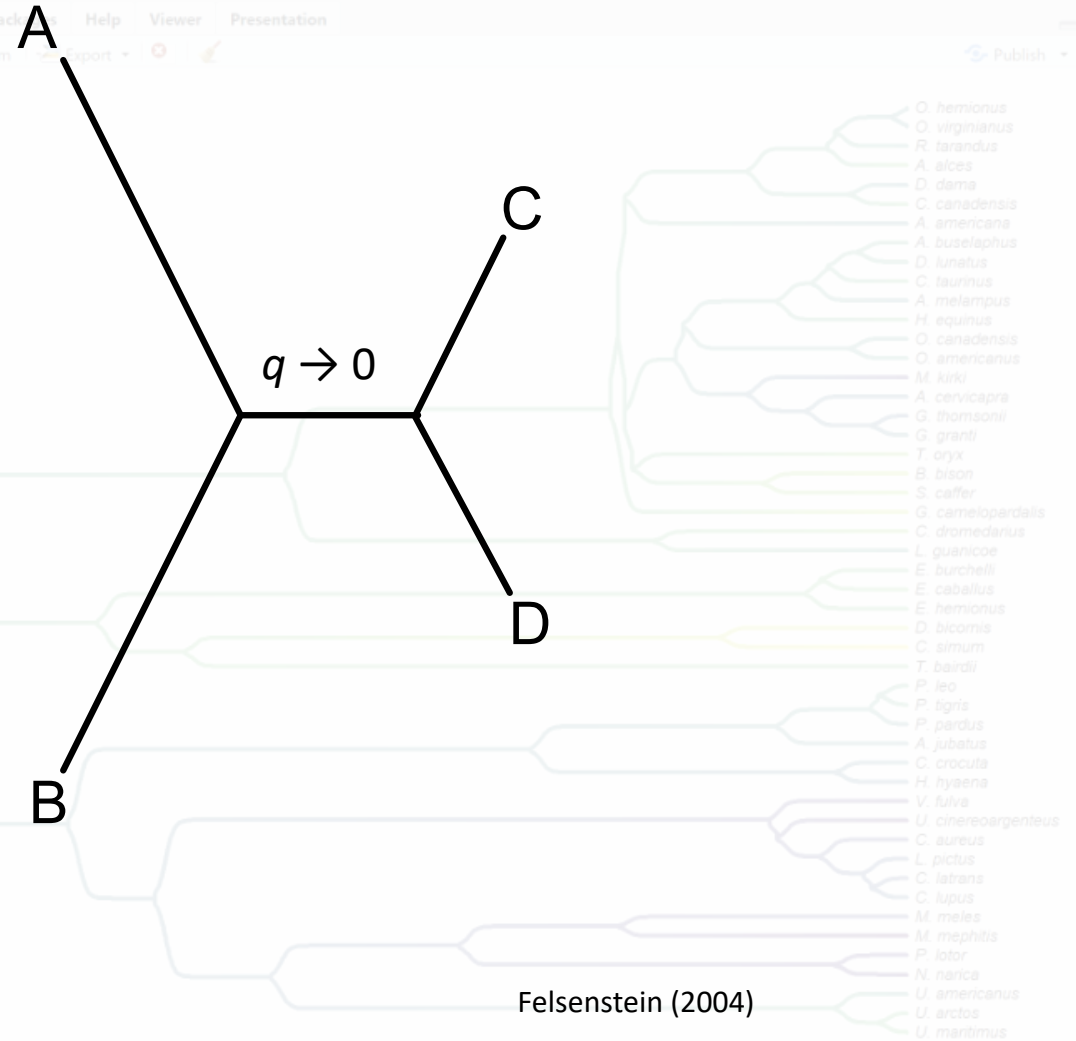 Help Viewer Presentation
Export
Publish
A
C
q → 0
D
B
O. hemionus
O. virginianus
R. tarandus
A. alces
D. dama
C. canadensis
A. americana
A. buselaphus
D. lunatus
C. taurinus
A. melampus
H. equinus
O. canadensis
O. americanus
M. kirki
A. cervicapra
G. thomsonii
G. granti
T. oryx
B. bison
S. caffer
G. camelopardalis
C. dromedarius
L. guanicoe
E. burchelli
E. caballus
E. hemionus
D. bicornis
C. simum
T. bairdii
P. leo
P. tigris
P. pardus
A. jubatus
C. crocuta
H. hyaena
V. fulva
U. cinereoargenteus
C. aureus
L. pictus
C. latrans
C. lupus
M. meles
M. mephitis
P. lotor
N. narica
U. americanus
U. arctos
U. maritimus
Felsenstein (2004)